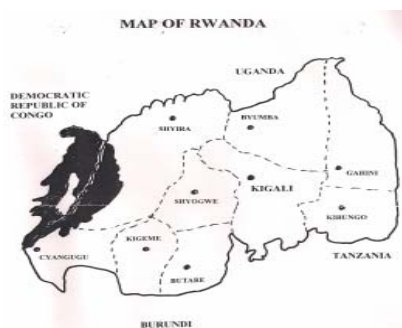 MAP OF RWANDA
UGANDA
DEMOCRATIC
REPUBLIC OF
CONGO
BYUMBA
SHYIRA
GAHINI
KIGALI
SHYOGWE
KIBUNGO
KIGEME
CYANGUGU
TANZANIA
BUTARE
BURUNDI